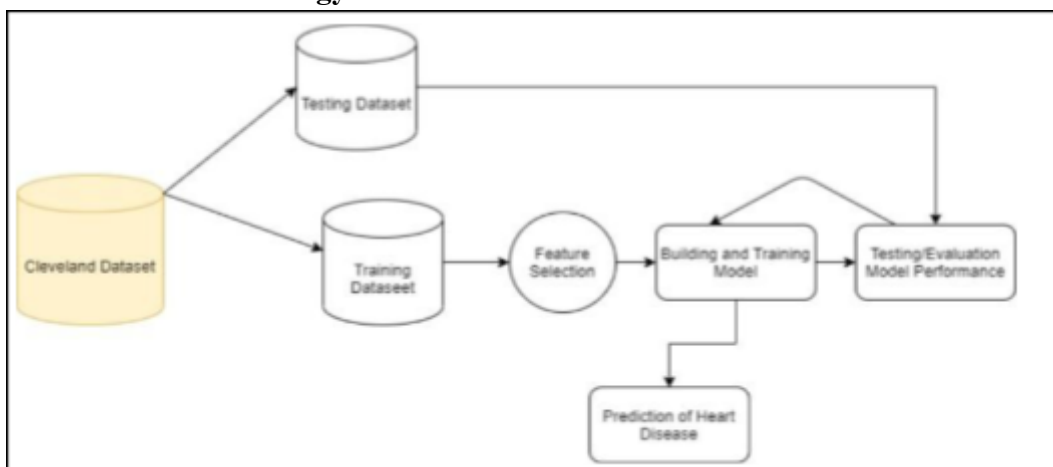 gy
Testing Dataset
Cleveland Dataset
Training
Dataseet
Feature
Selection
Building and Training
Model
Testing/Evaluation
Model Performance
Prediction of Heart
Disease